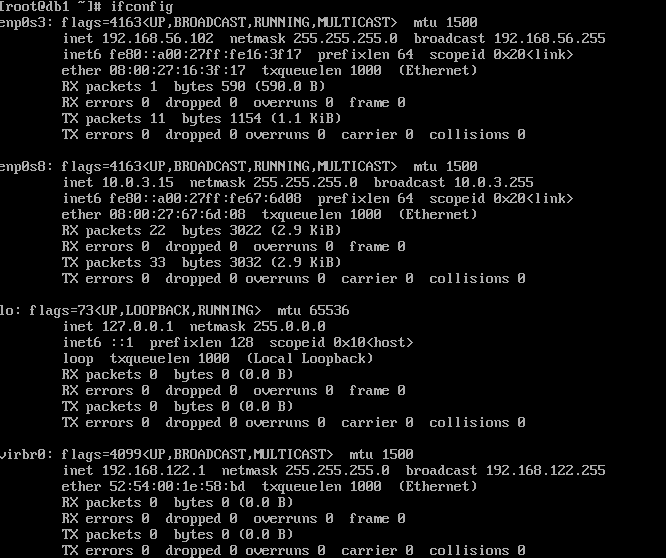 [root@db1 ~]# ifconfig
enp0s3: flags=4163<UP,BROADCAST,RUNNING,MULTICAST>  mtu 1500
        inet 192.168.56.102  netmask 255.255.255.0  broadcast 192.168.56.255
        inet6 fe80::a00:27ff:fe16:3f17  prefixlen 64  scopeid 0x20<link>
        ether 08:00:27:16:3f:17  txqueuelen 1000  (Ethernet)
        RX packets 1  bytes 590 (590.0 B)
        RX errors 0  dropped 0  overruns 0  frame 0
        TX packets 11  bytes 1154 (1.1 KiB)
        TX errors 0  dropped 0 overruns 0  carrier 0  collisions 0

enp0s8: flags=4163<UP,BROADCAST,RUNNING,MULTICAST>  mtu 1500
        inet 10.0.3.15  netmask 255.255.255.0  broadcast 10.0.3.255
        inet6 fe80::a00:27ff:fe67:6d08  prefixlen 64  scopeid 0x20<link>
        ether 08:00:27:67:6d:08  txqueuelen 1000  (Ethernet)
        RX packets 22  bytes 3022 (2.9 KiB)
        RX errors 0  dropped 0  overruns 0  frame 0
        TX packets 33  bytes 3032 (2.9 KiB)
        TX errors 0  dropped 0 overruns 0  carrier 0  collisions 0

lo: flags=73<UP,LOOPBACK,RUNNING>  mtu 65536
        inet 127.0.0.1  netmask 255.0.0.0
        inet6 ::1  prefixlen 128  scopeid 0x10<host>
        loop  txqueuelen 1000  (Local Loopback)
        RX packets 0  bytes 0 (0.0 B)
        RX errors 0  dropped 0  overruns 0  frame 0
        TX packets 0  bytes 0 (0.0 B)
        TX errors 0  dropped 0 overruns 0  carrier 0  collisions 0

virbr0: flags=4099<UP,BROADCAST,MULTICAST>  mtu 1500
        inet 192.168.122.1  netmask 255.255.255.0  broadcast 192.168.122.255
        ether 52:54:00:1e:58:bd  txqueuelen 1000  (Ethernet)
        RX packets 0  bytes 0 (0.0 B)
        RX errors 0  dropped 0  overruns 0  frame 0
        TX packets 0  bytes 0 (0.0 B)
        TX errors 0  dropped 0 overruns 0  carrier 0  collisions 0